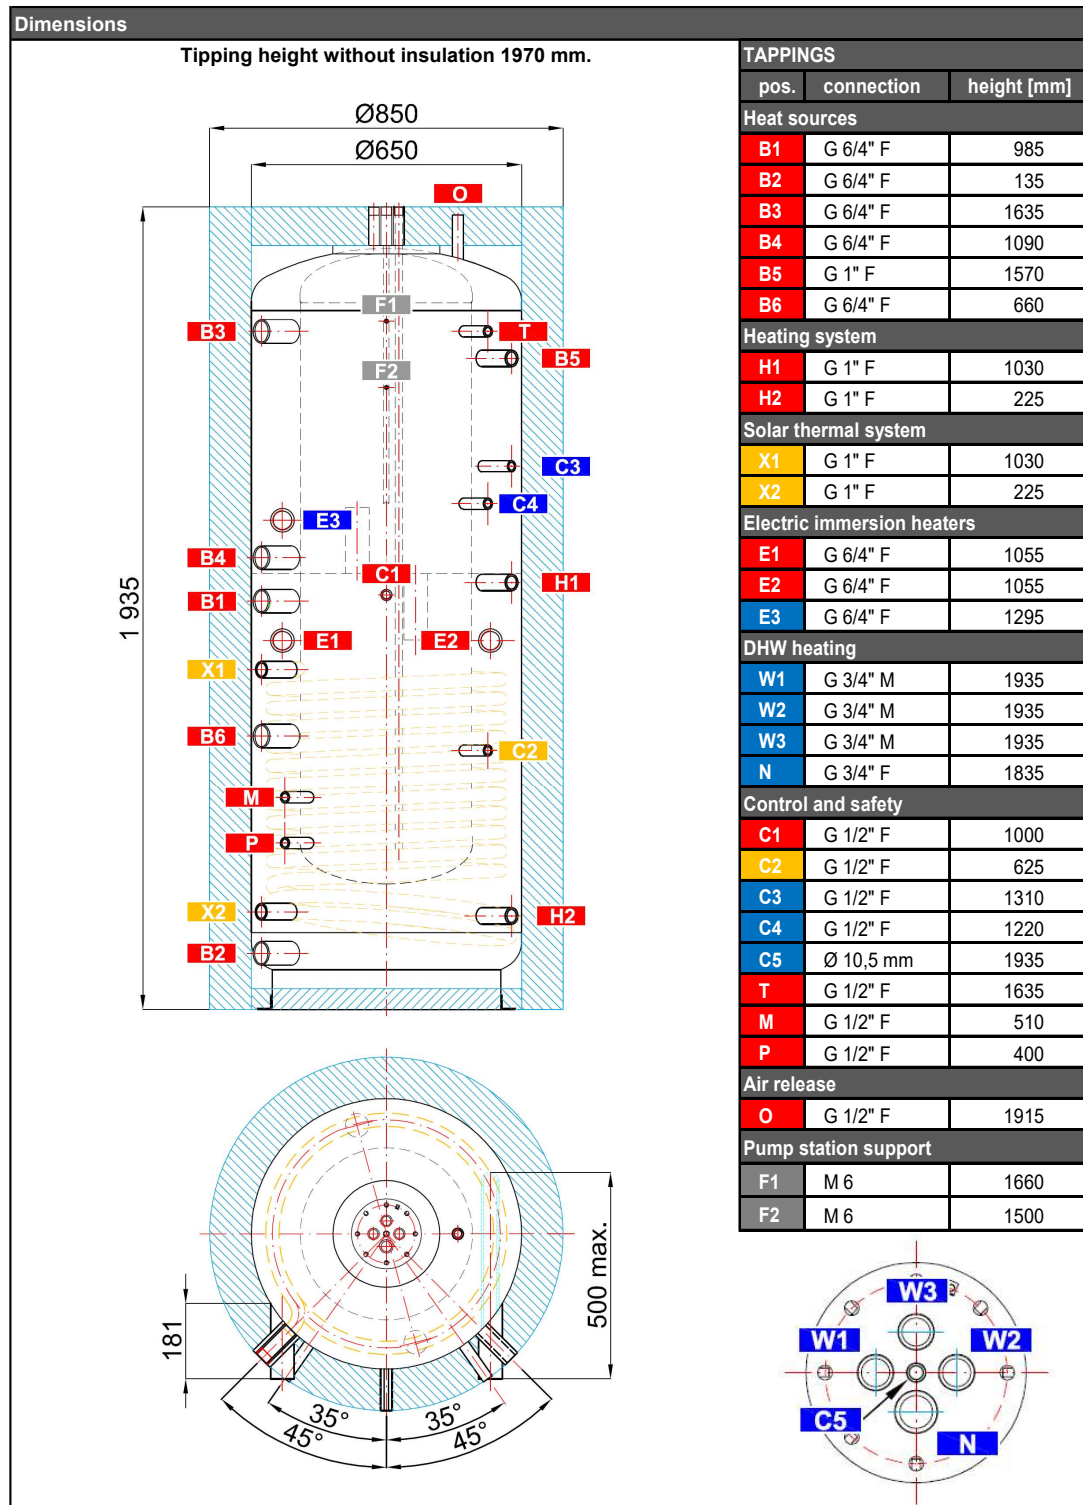 Dimensions
Tipping height without insulation 1970 mm.
Ø850
Ø650
O
F1
B3
T
B5
F2
C3
C4
E3
B4
C1
H1
B1
E1
E2
X1
B6
C2
M
P
X2
H2
B2
1 935
181
500 max.
35°
35°
45°
45°
TAPPINGS
pos. connection height [mm]
Heat sources
B1 G 6/4" F 985
B2 G 6/4" F 135
B3 G 6/4" F 1635
B4 G 6/4" F 1090
B5 G 1" F 1570
B6 G 6/4" F 660
Heating system
H1 G 1" F 1030
H2 G 1" F 225
Solar thermal system
X1 G 1" F 1030
X2 G 1" F 225
Electric immersion heaters
E1 G 6/4" F 1055
E2 G 6/4" F 1055
E3 G 6/4" F 1295
DHW heating
W1 G 3/4" M 1935
W2 G 3/4" M 1935
W3 G 3/4" M 1935
N G 3/4" F 1835
Control and safety
C1 G 1/2" F 1000
C2 G 1/2" F 625
C3 G 1/2" F 1310
C4 G 1/2" F 1220
C5 Ø 10,5 mm 1935
T G 1/2" F 1635
M G 1/2" F 510
P G 1/2" F 400
Air release
O G 1/2" F 1915
Pump station support
F1 M 6 1660
F2 M 6 1500
W3
W1
W2
C5
N